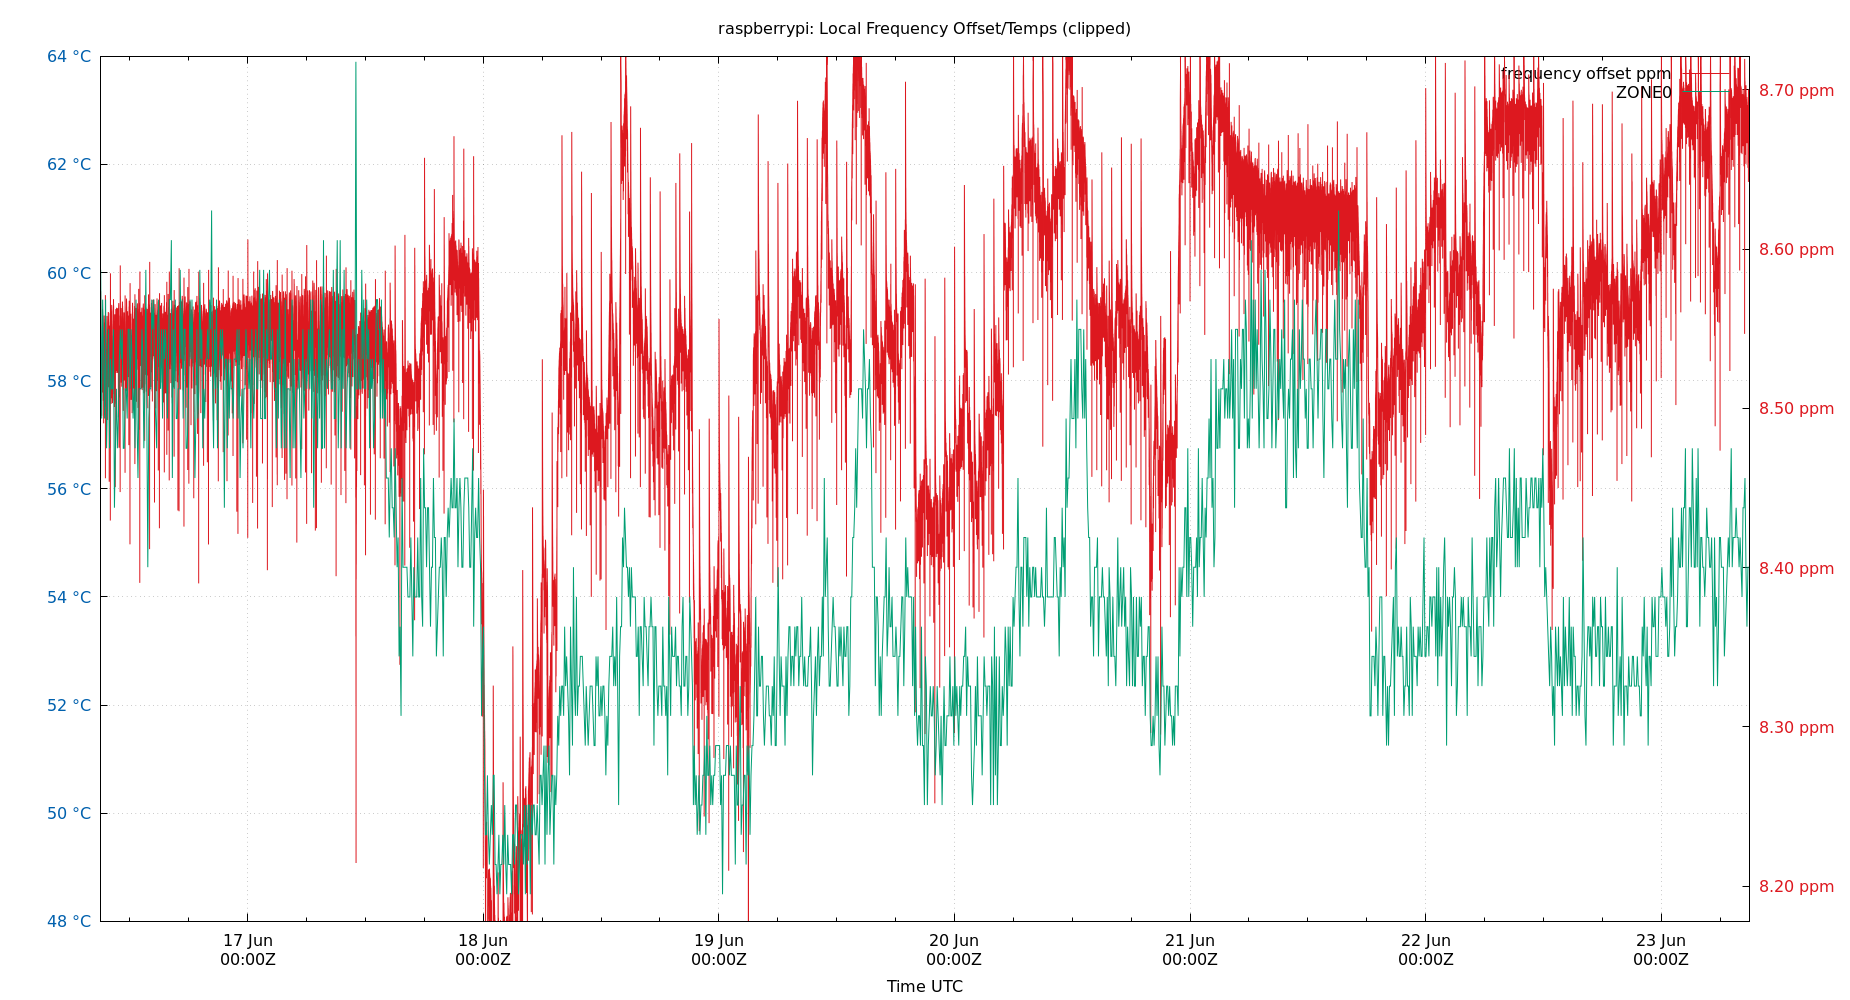 raspberrypi: Local Frequency Offset/Temps (clipped)
64 °C
62 °C
60 °C
58 °C
56 °C
54 °C
52 °C
50 °C
48 °C
frequency offset ppm
ZONE0
8.70 ppm
8.60 ppm
8.50 ppm
8.40 ppm
8.30 ppm
8.20 ppm
17 Jun 18 Jun 19 Jun 20 Jun 21 Jun 22 Jun 23 Jun
00:00Z 00:00Z 00:00Z 00:00Z 00:00Z 00:00Z 00:00Z
Time UTC